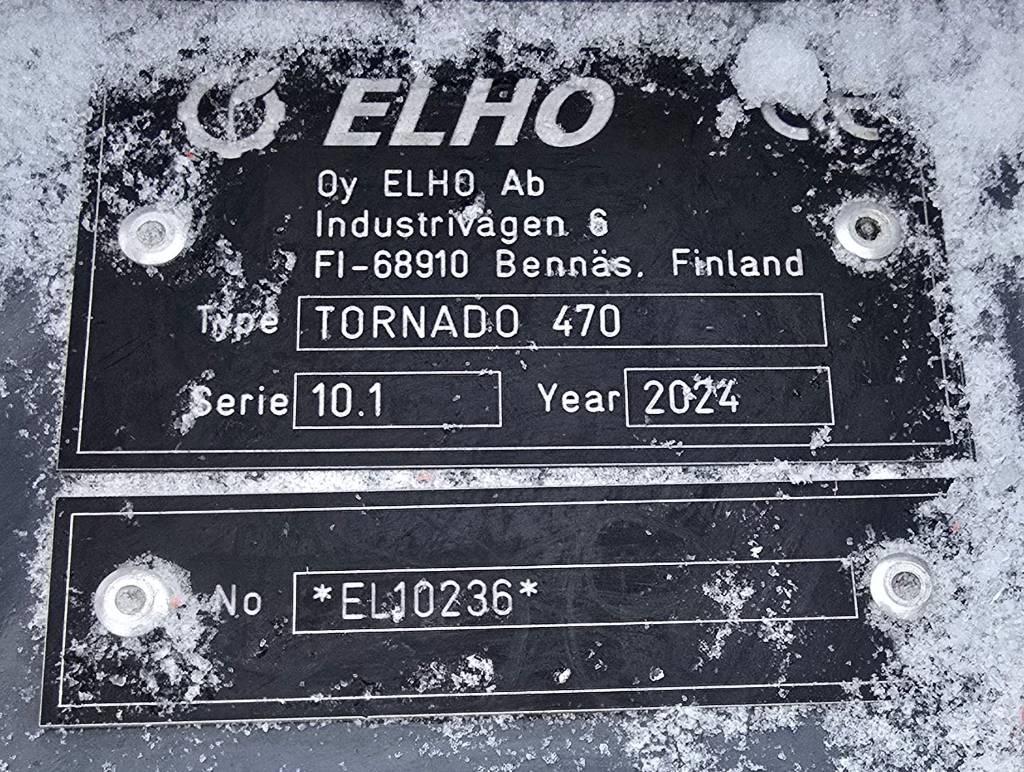 ELHO
CE
Oy ELHO Ab
Industrivägen 6
FI-68910 Bennäs, Finland
Type TORNADO 470
Serie 10.1 Year 2024
No *EL10236*